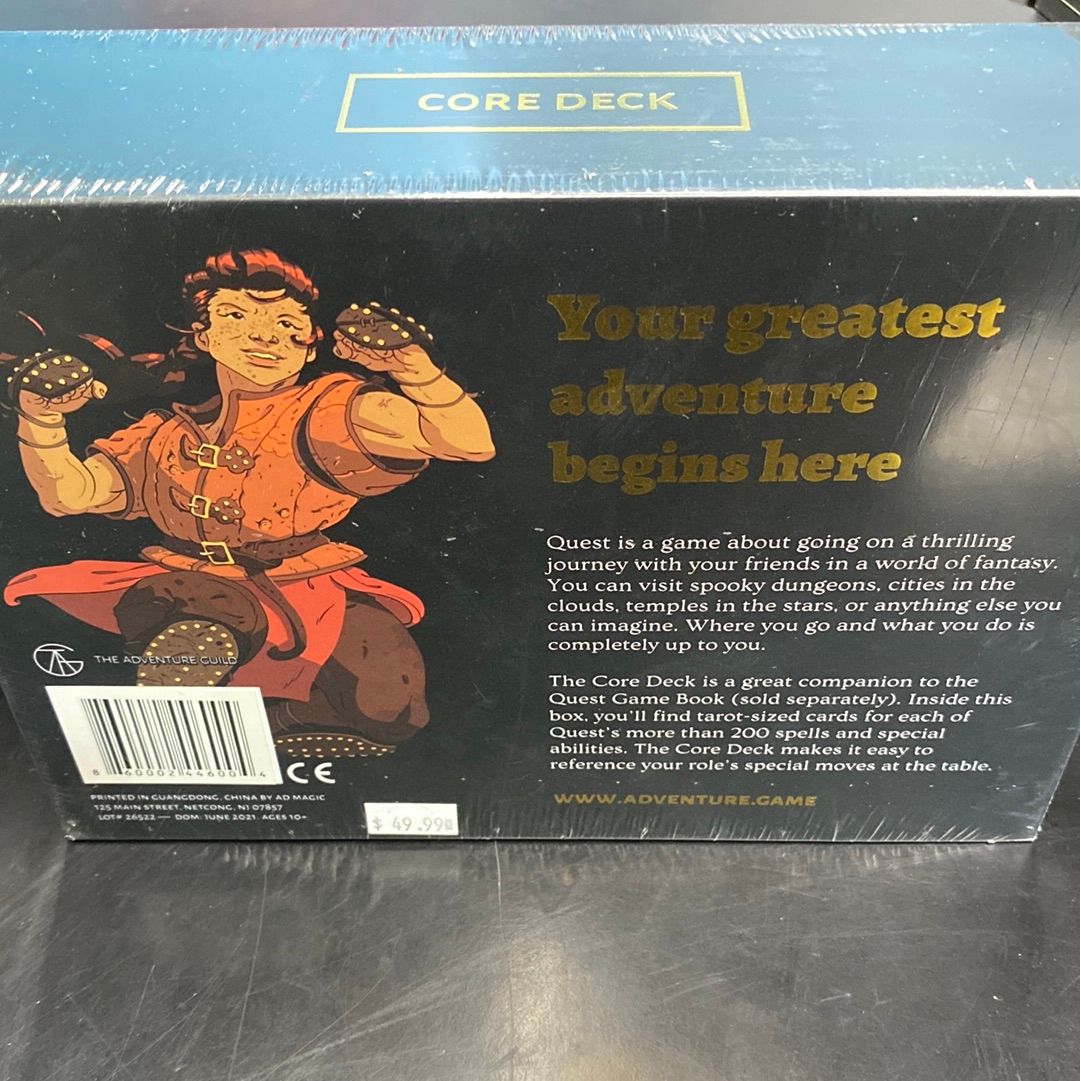 CORE DECK
Your greatest
adventure
begins here
Quest is a game about going on a thrilling
journey with your friends in a world of fantasy.
You can visit spooky dungeons, cities in the
clouds, temples in the stars, or anything else you
can imagine. Where you go and what you do is
completely up to you.
The Core Deck is a great companion to the
Quest Game Book (sold separately). Inside this
box, you'll find tarot-sized cards for each of
Quest's more than 200 spells and special
abilities. The Core Deck makes it easy to
reference your role's special moves at the table.
WWW.ADVENTURE.GAME
THE ADVENTURE GUILD
8 60002 44600 4
CE
PRINTED IN GUANGDONG, CHINA BY AD MAGIC
125 MAIN STREET, NETCONG, NJ 07857
LOT# 26522 — DOM: JUNE 2021. AGES 10+
$ 49.99